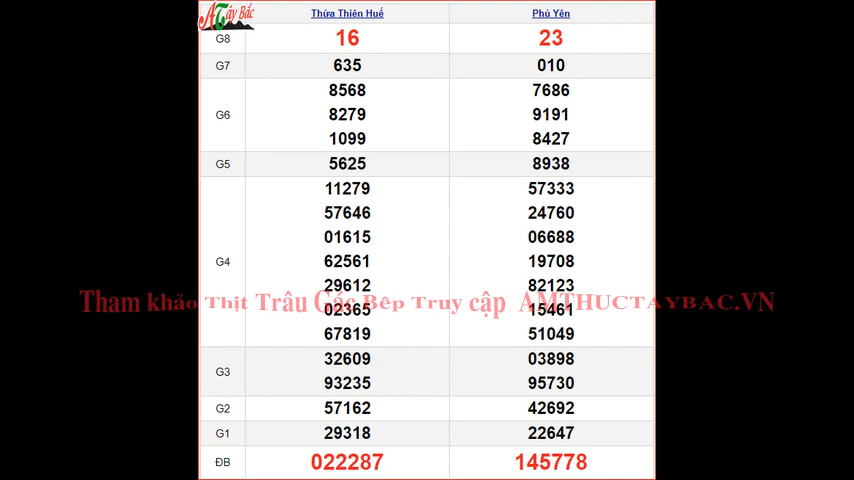 ATây Bắc
Thừa Thiên Huế Phú Yên
G8 16 23
G7 635 010
8568 7686
G6 8279 9191
1099 8427
G5 5625 8938
11279 57333
57646 24760
01615 06688
G4 62561 19708
29612 82123
Tham khảo Thịt Trâu Gác Bếp Truy cập AMTHUCTAYBAC.VN
02365 15461
67819 51049
32609 03898
G3
93235 95730
G2 57162 42692
G1 29318 22647
ĐB 022287 145778